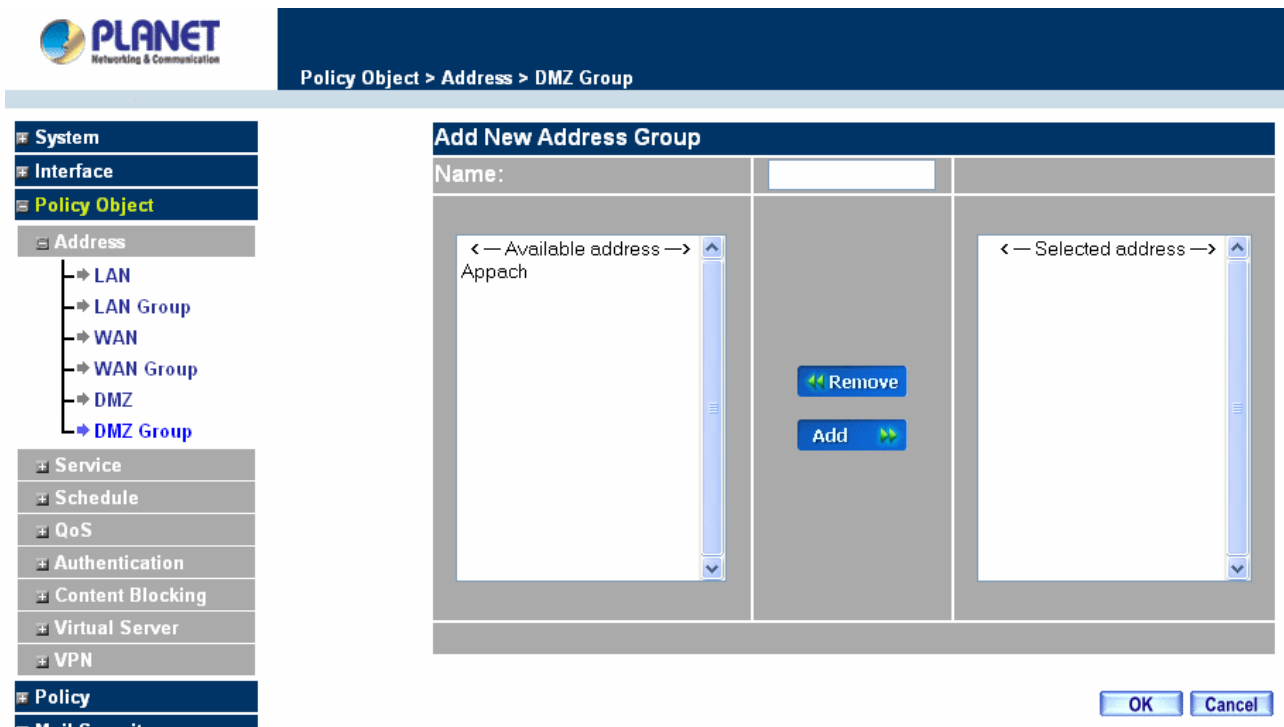 PLANET
Networking & Communication
Policy Object > Address > DMZ Group
System
Interface
Policy Object
Address
LAN
LAN Group
WAN
WAN Group
DMZ
DMZ Group
Service
Schedule
QoS
Authentication
Content Blocking
Virtual Server
VPN
Policy
Add New Address Group
Name:
<— Available address —>
Appach
Remove
Add
<— Selected address —>
OK
Cancel